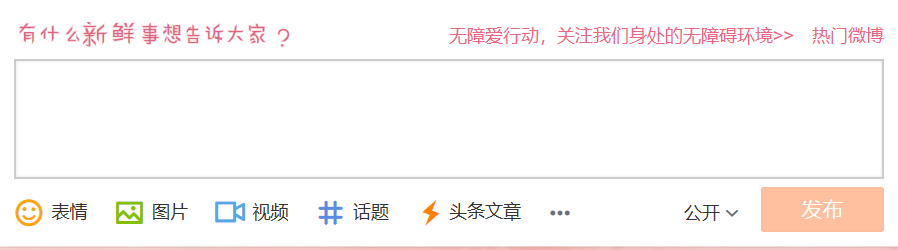 有什么新鲜事想告诉大家？
无障爱行动，关注我们身处的无障碍环境>> 热门微博
表情 图片 视频 话题 头条文章 ••• 公开 发布